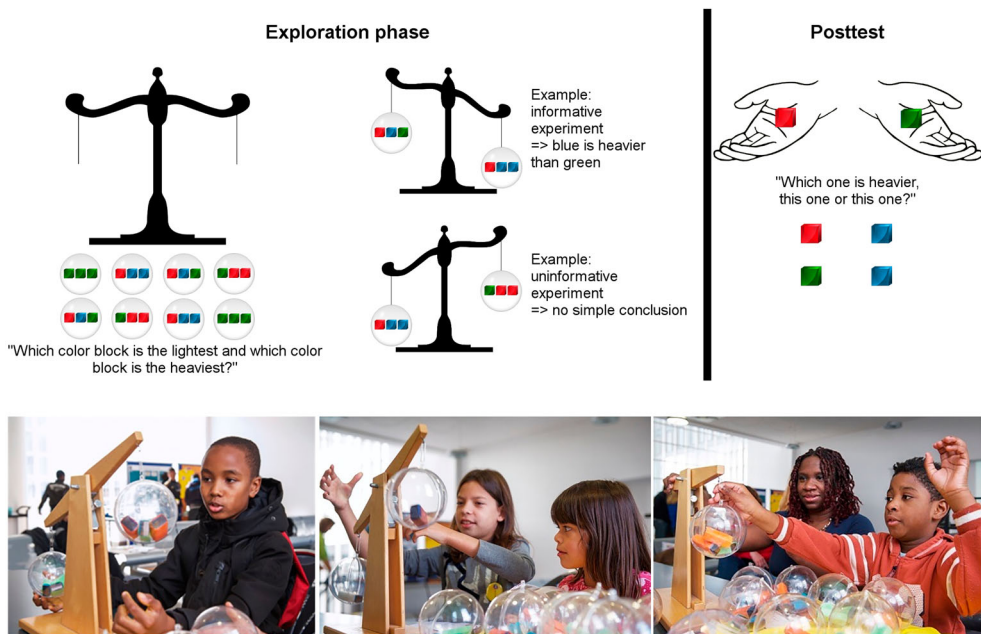 Exploration phase
Example:
informative
experiment
=> blue is heavier
than green
Example:
uninformative
experiment
=> no simple conclusion
"Which color block is the lightest and which color
block is the heaviest?"
Posttest
"Which one is heavier,
this one or this one?"